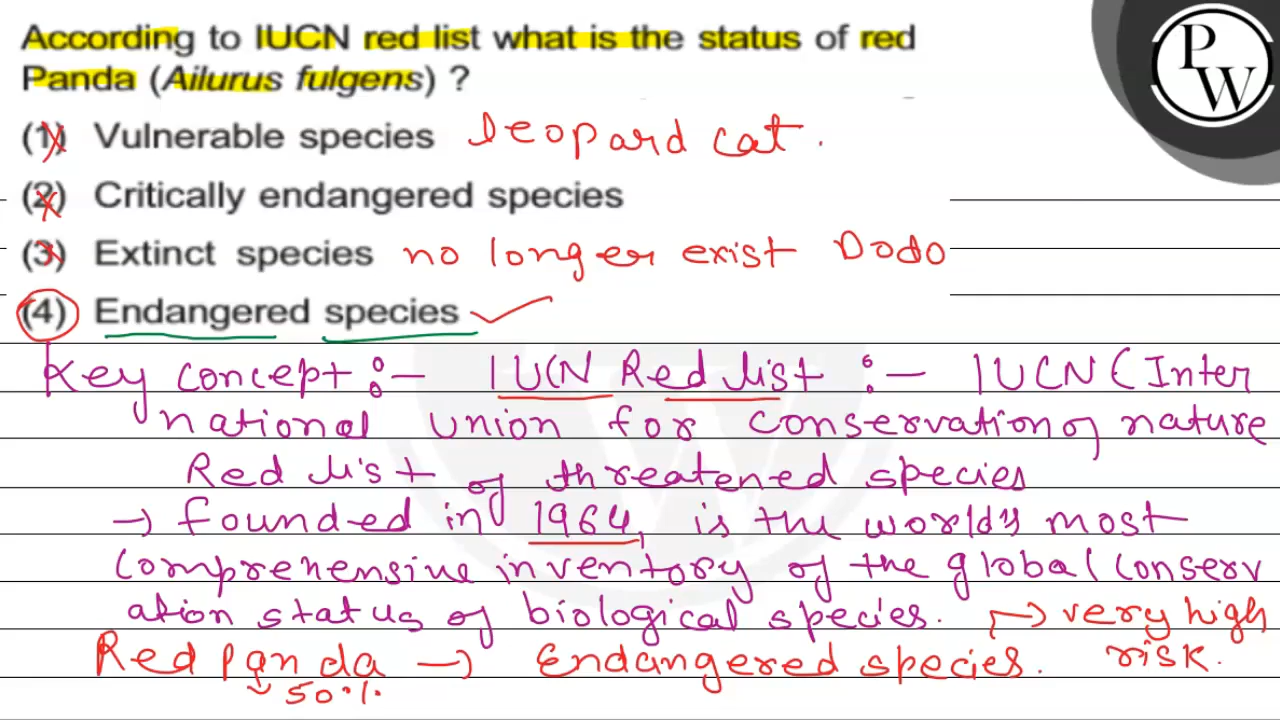 According to IUCN red list what is the status of red
Panda (Ailurus fulgens) ?
(1) Vulnerable species leopard cat.
(2) Critically endangered species
(3) Extinct species no longer exist Dodo
(4) Endangered species
Key concept :- IUCN Red list :- IUCN (Inter
national union for conservation of nature
Red list of threatened species
→ founded in 1964, is the world's most
comprehensive inventory of the global conserv
ation status of biological species. → very high
Red panda → Endangered species. risk.
50%
PW